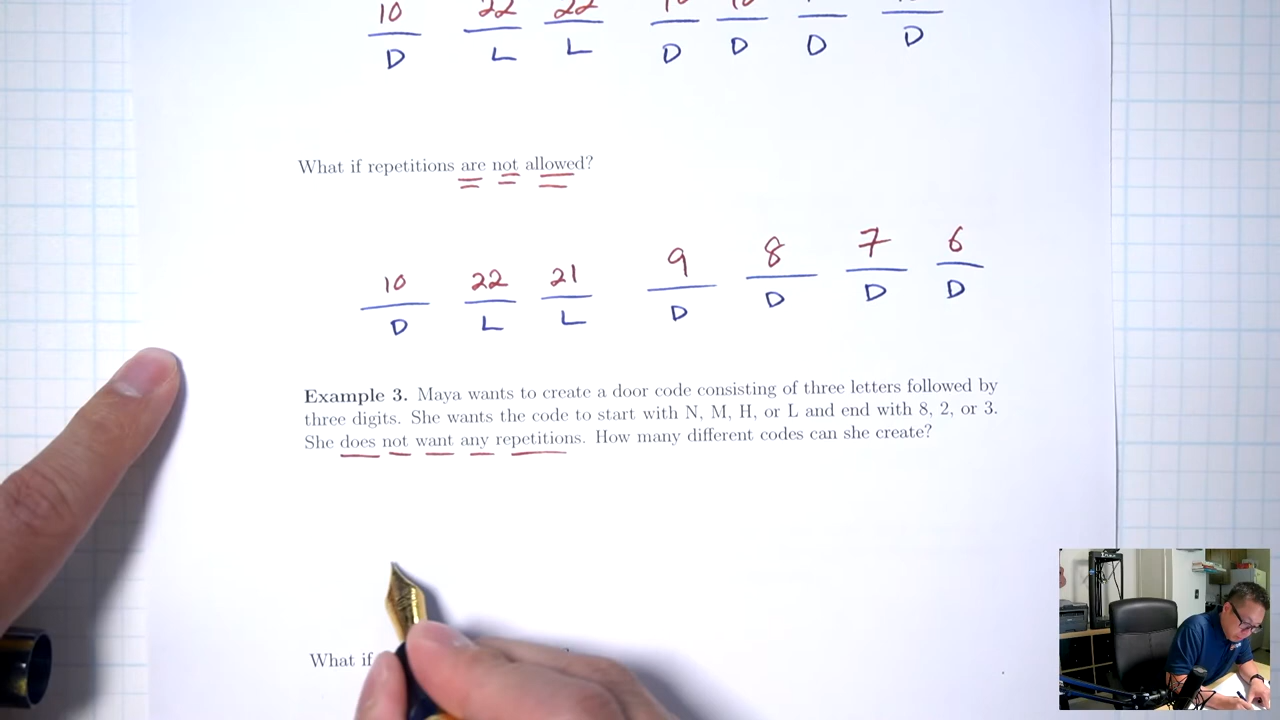 10 22 22
D L L D D D D
What if repetitions are not allowed?
10 22 21 9 8 7 6
D L L D D D D
Example 3. Maya wants to create a door code consisting of three letters followed by
three digits. She wants the code to start with N, M, H, or L and end with 8, 2, or 3.
She does not want any repetitions. How many different codes can she create?
What if